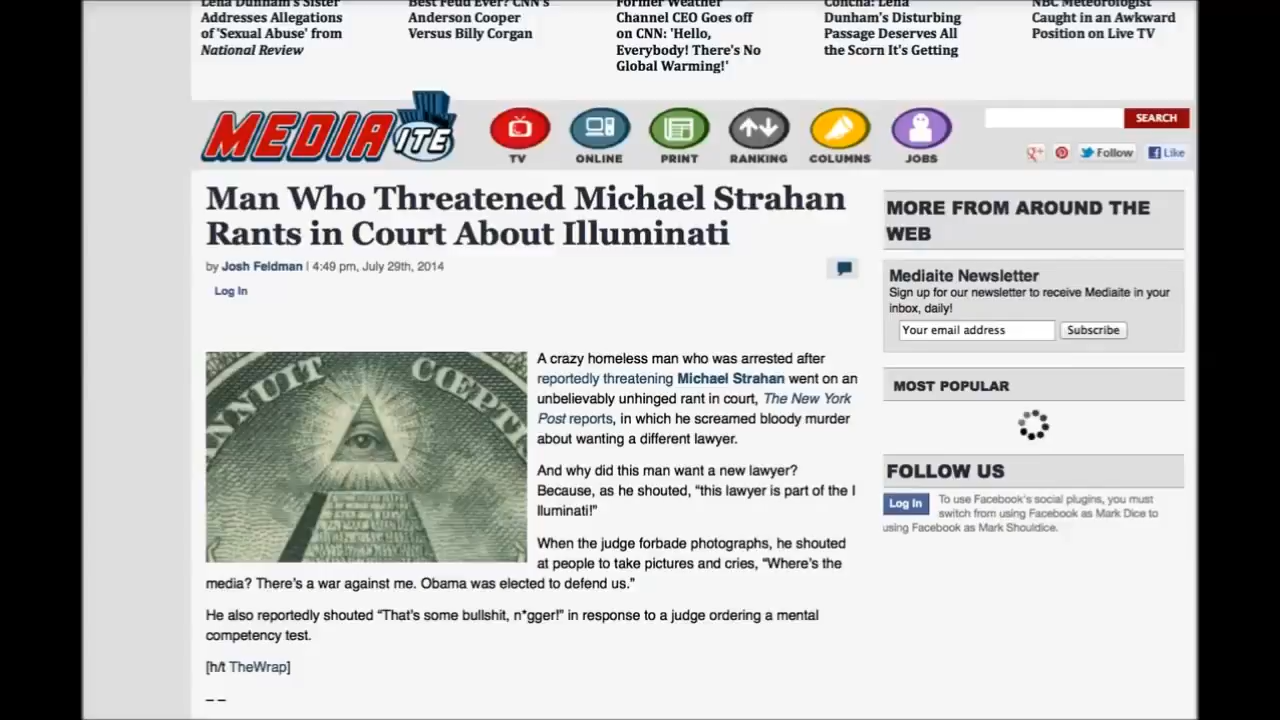 Lena Dunham's Sister
Addresses Allegations
of 'Sexual Abuse' from
National Review
Best Feud Ever? CNN's
Anderson Cooper
Versus Billy Corgan
Former Weather
Channel CEO Goes off
on CNN: 'Hello,
Everybody! There's No
Global Warming!'
Concha: Lena
Dunham's Disturbing
Passage Deserves All
the Scorn It's Getting
NBC Meteorologist
Caught in an Awkward
Position on Live TV
MEDIAITE
TV
ONLINE
PRINT
RANKING
COLUMNS
JOBS
SEARCH
g+
Follow
f Like
Man Who Threatened Michael Strahan
Rants in Court About Illuminati
by Josh Feldman | 4:49 pm, July 29th, 2014
Log In
ANNUIT CŒPTI
A crazy homeless man who was arrested after
reportedly threatening Michael Strahan went on an
unbelievably unhinged rant in court, The New York
Post reports, in which he screamed bloody murder
about wanting a different lawyer.
And why did this man want a new lawyer?
Because, as he shouted, “this lawyer is part of the I
lluminati!”
When the judge forbade photographs, he shouted
at people to take pictures and cries, “Where's the
media? There's a war against me. Obama was elected to defend us.”
He also reportedly shouted “That's some bullshit, n*gger!” in response to a judge ordering a mental
competency test.
[h/t TheWrap]
– –
MORE FROM AROUND THE
WEB
Mediaite Newsletter
Sign up for our newsletter to receive Mediaite in your
inbox, daily!
Your email address
Subscribe
MOST POPULAR
FOLLOW US
Log In
To use Facebook's social plugins, you must
switch from using Facebook as Mark Dice to
using Facebook as Mark Shouldice.